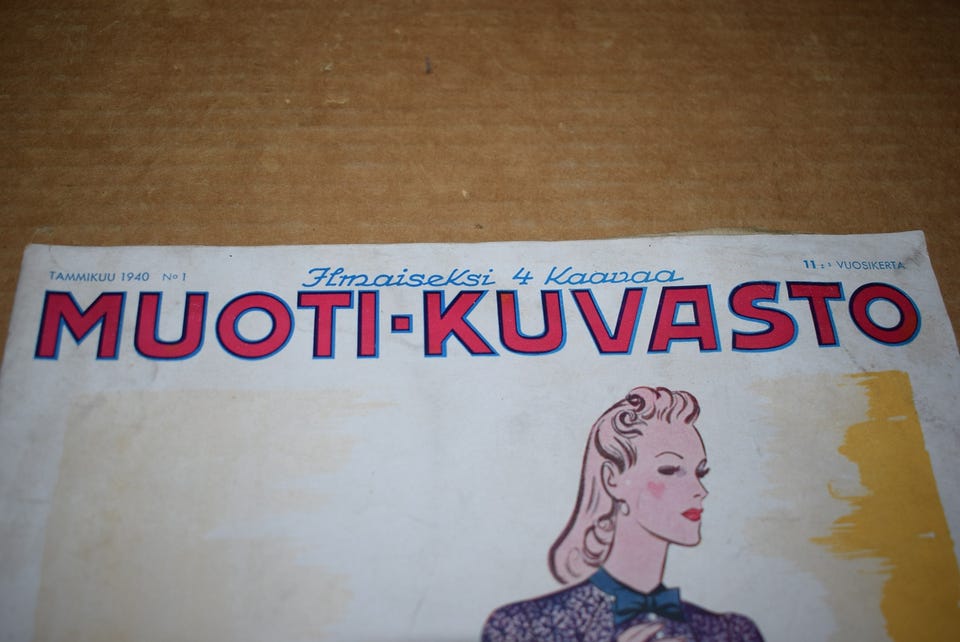 TAMMIKUU 1940 No 1
Ilmaiseksi 4 Kaavaa
11:s VUOSIKERTA
MUOTI-KUVASTO